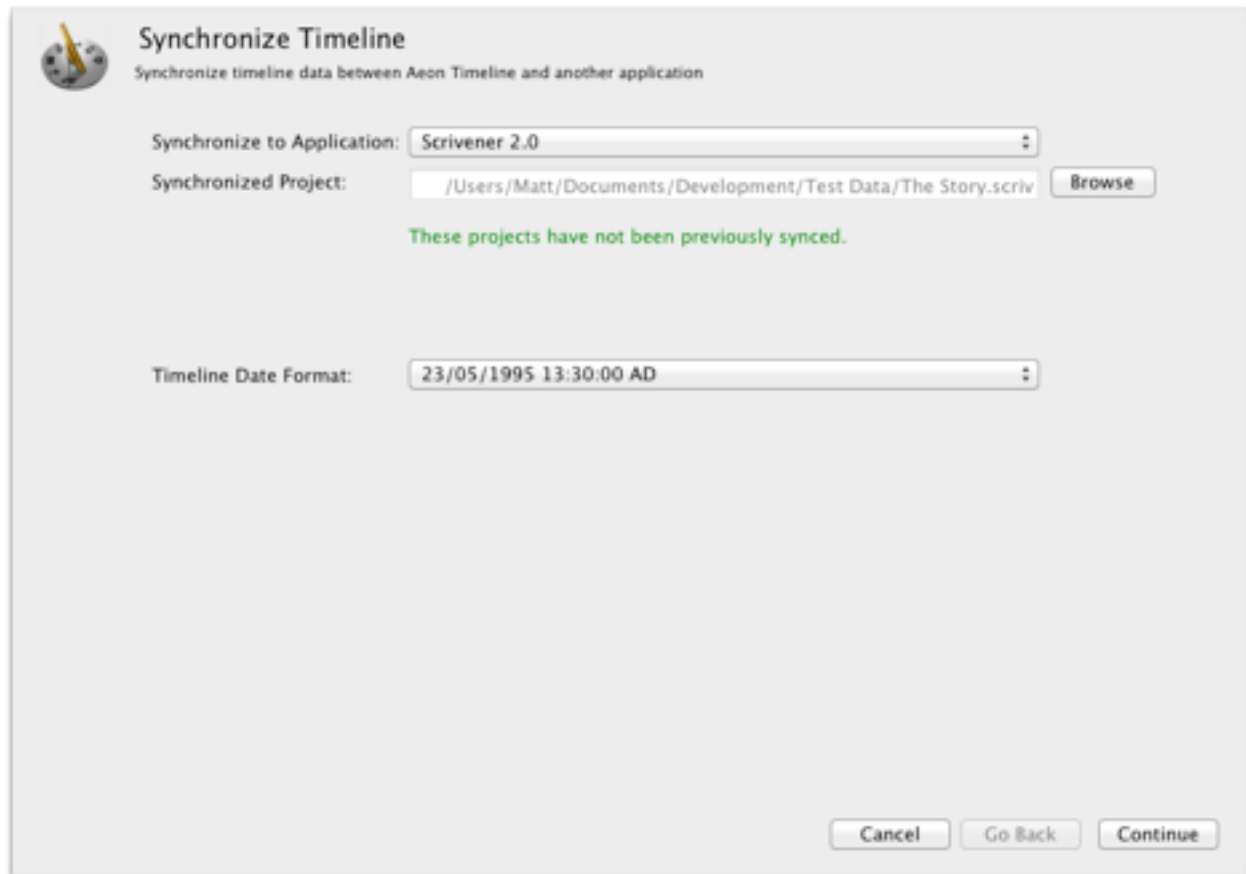 Synchronize Timeline
Synchronize timeline data between Aeon Timeline and another application
Synchronize to Application: Scrivener 2.0
Synchronized Project: /Users/Matt/Documents/Development/Test Data/The Story.scriv Browse
These projects have not been previously synced.
Timeline Date Format: 23/05/1995 13:30:00 AD
Cancel Go Back Continue